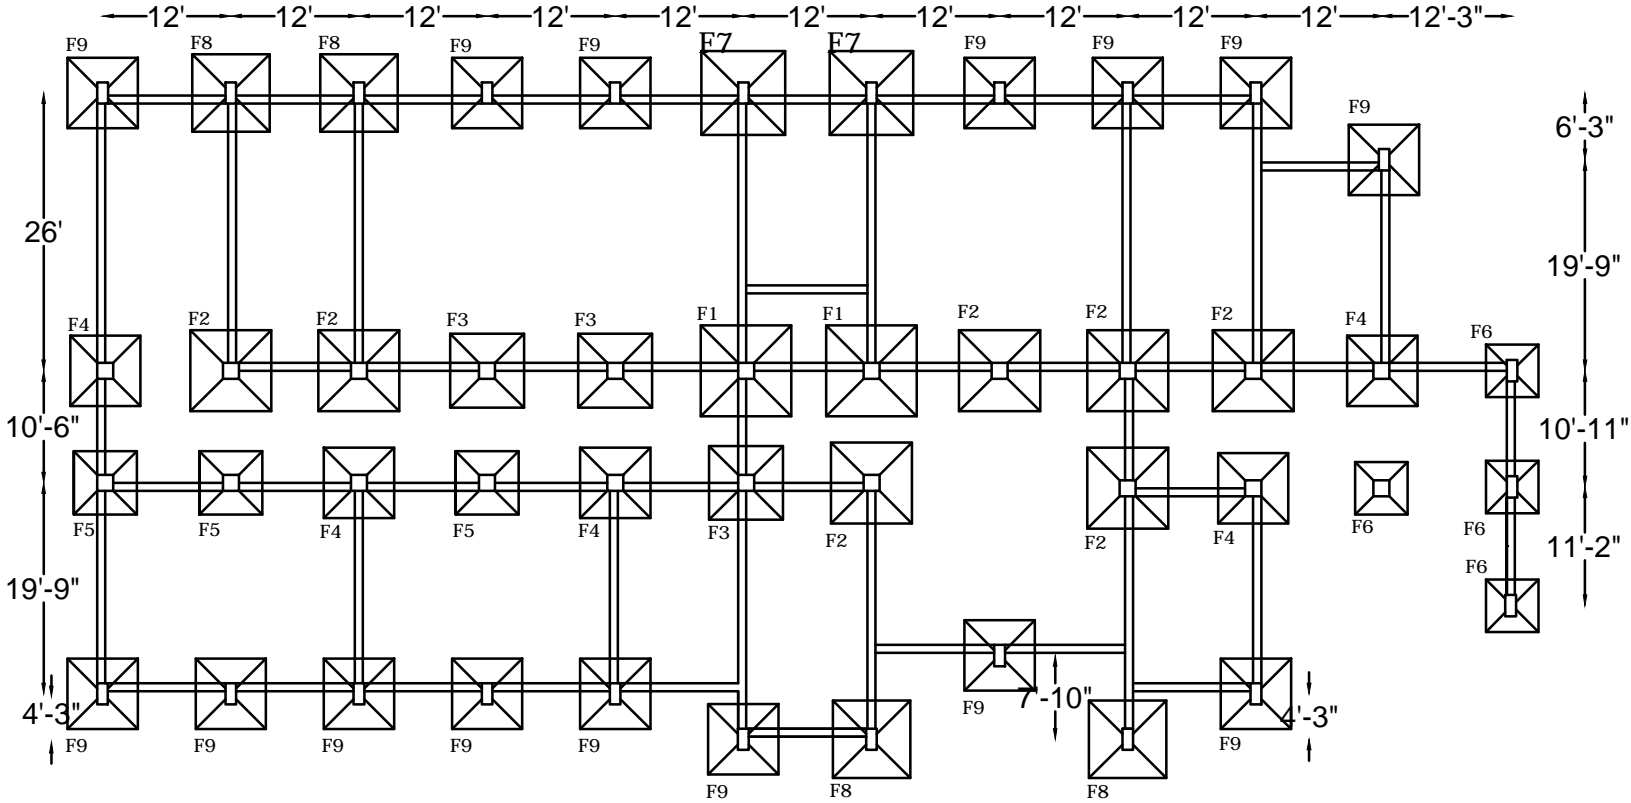 12' 12' 12' 12' 12' 12' 12' 12' 12' 12' 12'-3"
F9 F8 F8 F9 F9 F7 F7 F9 F9 F9
F9 6'-3"
26' 19'-9"
F4 F2 F2 F3 F3 F1 F1 F2 F2 F2 F4 F6
10'-6" 10'-11"
F5 F5 F4 F5 F4 F3 F2 F2 F4 F6 F6
11'-2"
19'-9" F6
4'-3" 7'-10" 4'-3"
F9 F9 F9 F9 F9 F9 F9
F9 F8 F8